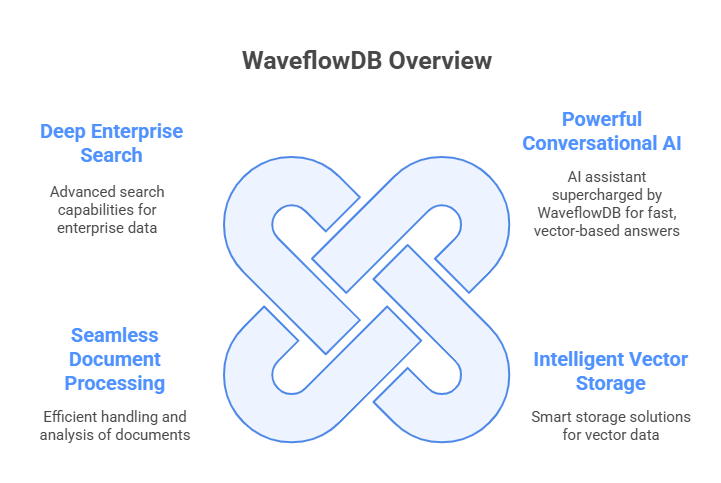 WaveflowDB Overview
Deep Enterprise
Search
Advanced search
capabilities for
enterprise data
Powerful
Conversational AI
AI assistant
supercharged by
WaveflowDB for fast,
vector-based answers
Seamless
Document
Processing
Efficient handling and
analysis of documents
Intelligent Vector
Storage
Smart storage solutions
for vector data